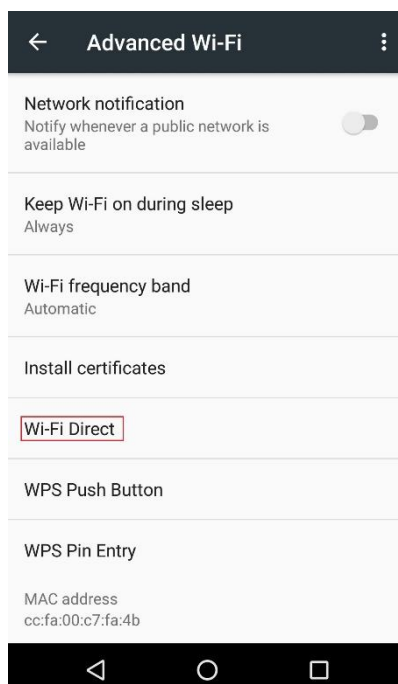 Advanced Wi-Fi
Network notification
Notify whenever a public network is
available
Keep Wi-Fi on during sleep
Always
Wi-Fi frequency band
Automatic
Install certificates
Wi-Fi Direct
WPS Push Button
WPS Pin Entry
MAC address
cc:fa:00:c7:fa:4b